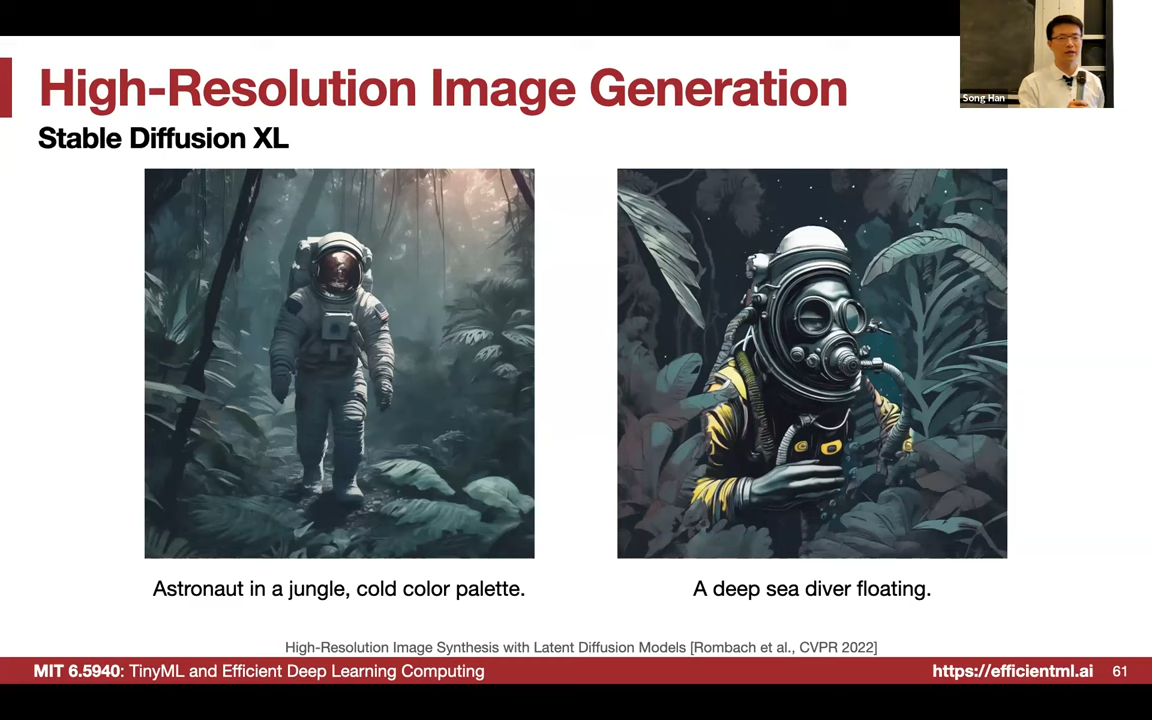 High-Resolution Image Generation
Song Han
Stable Diffusion XL
Astronaut in a jungle, cold color palette.
A deep sea diver floating.
High-Resolution Image Synthesis with Latent Diffusion Models [Rombach et al., CVPR 2022]
MIT 6.5940: TinyML and Efficient Deep Learning Computing
https://efficientml.ai 61